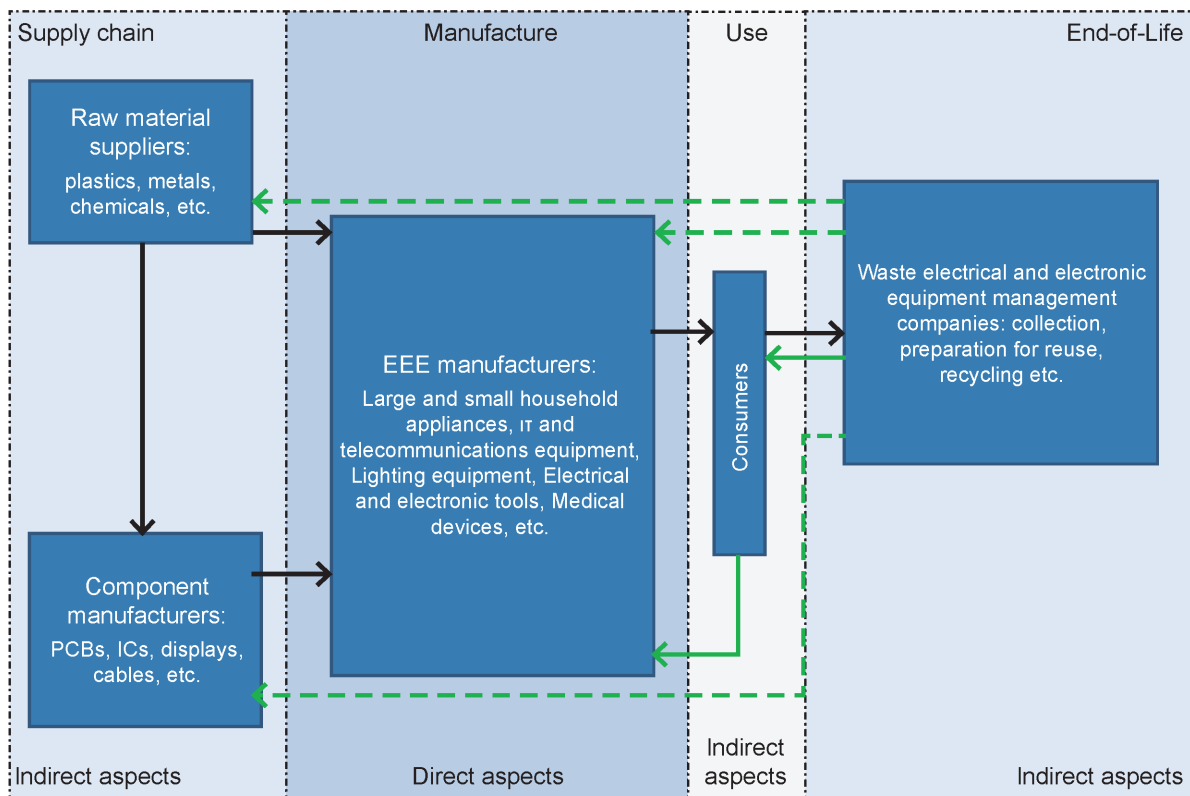 Supply chain
Manufacture
Use
End-of-Life
Raw material
suppliers:
plastics, metals,
chemicals, etc.
EEE manufacturers:
Large and small household
appliances, IT and
telecommunications equipment,
Lighting equipment, Electrical
and electronic tools, Medical
devices, etc.
Consumers
Waste electrical and electronic
equipment management
companies: collection,
preparation for reuse,
recycling etc.
Component
manufacturers:
PCBs, ICs, displays,
cables, etc.
Indirect aspects
Direct aspects
Indirect
aspects
Indirect aspects